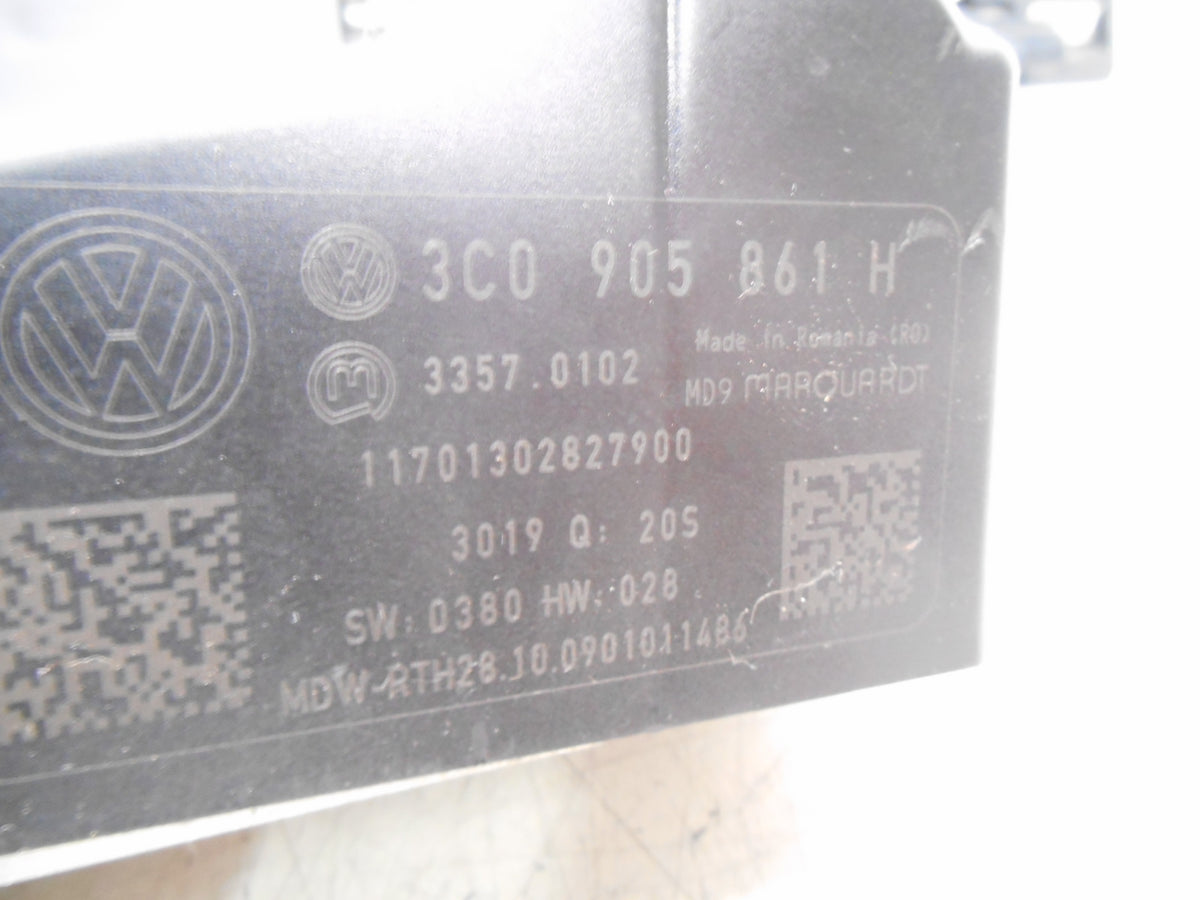 3C0 905 861 H
Made in Romania (RO)
3357.0102
MD9 MARQUARDT
11701302827900
3019 Q: 20S
SW: 0380 HW: 028
MDW-RTH28.10.0901011486